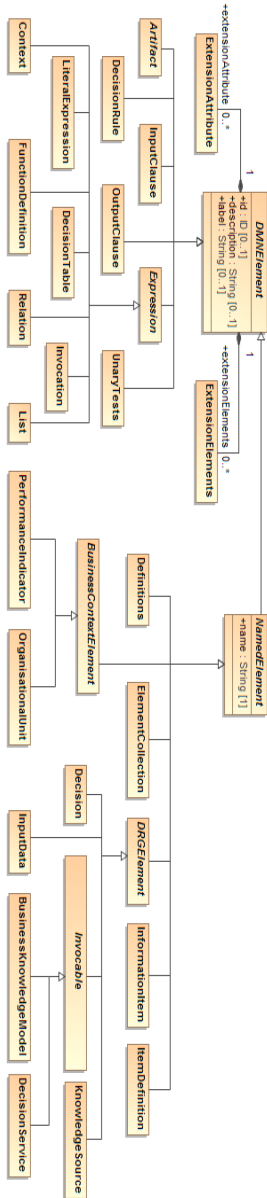 DMNElement
+id : ID [0..1]
+description : String [0..1]
+label : String [0..1]
1
+extensionAttribute 0..*
ExtensionAttribute
1
+extensionElements 0..*
ExtensionElements
NamedElement
+name : String [1]
Artifact
InputClause
Expression
DecisionRule
OutputClause
UnaryTests
LiteralExpression
DecisionTable
Invocation
Context
FunctionDefinition
Relation
List
Definitions
ElementCollection
DRGElement
InformationItem
ItemDefinition
BusinessContextElement
PerformanceIndicator
OrganisationalUnit
Decision
Invocable
KnowledgeSource
InputData
BusinessKnowledgeModel
DecisionService